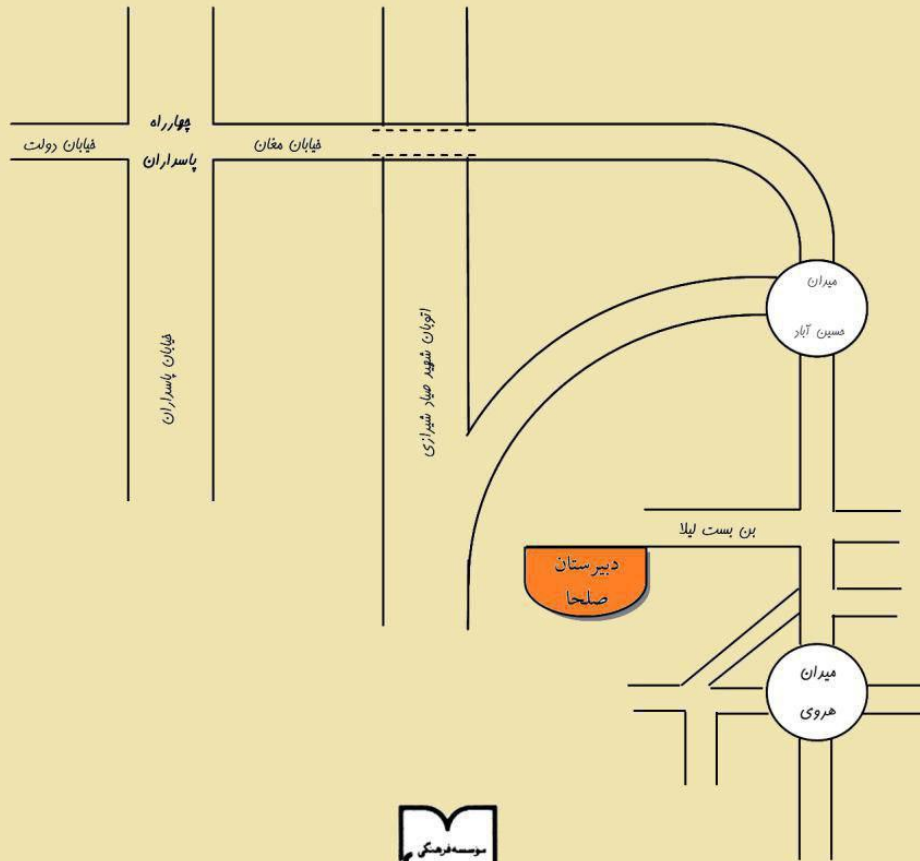 چهارراه
پاسداران
خیابان مغان
خیابان دولت
میدان
حسین آباد
اتوبان شهید صیاد شیرازی
خیابان پاسداران
بن بست لیلا
دبیرستان
صلحا
میدان
هروی
موسسه فرهنگی